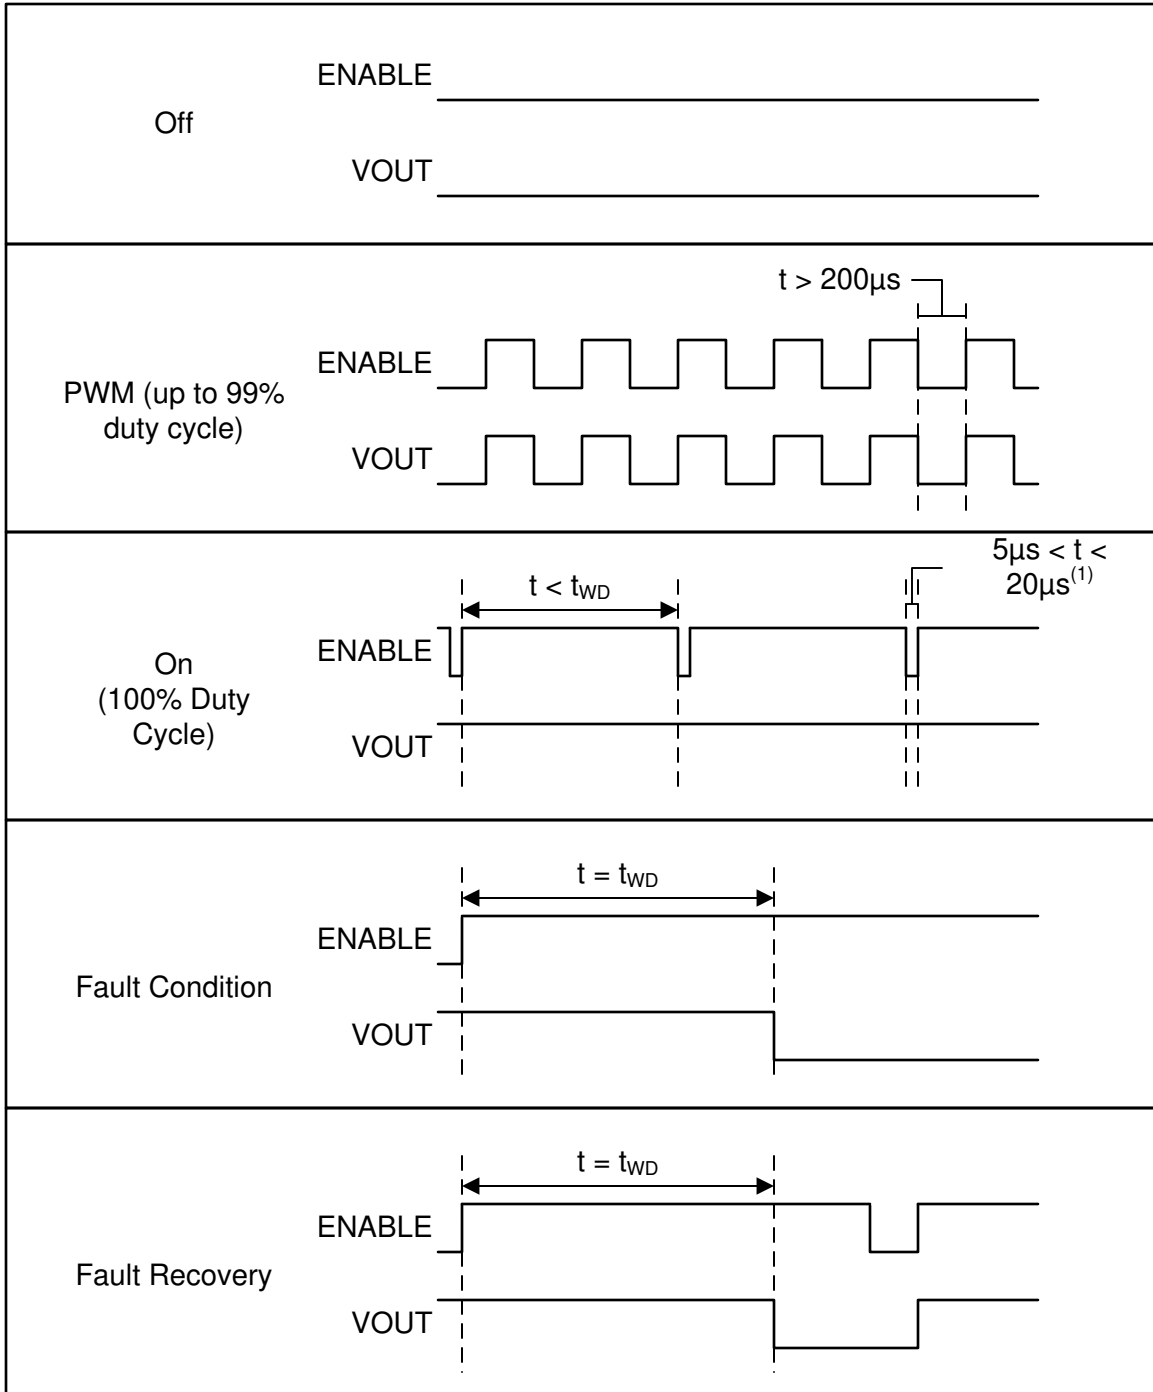 ENABLE
Off
VOUT
t > 200µs
ENABLE
PWM (up to 99%
duty cycle)
VOUT
5µs < t <
20µs(1)
t < tWD
ENABLE
On
(100% Duty
Cycle)
VOUT
t = tWD
ENABLE
Fault Condition
VOUT
t = tWD
ENABLE
Fault Recovery
VOUT